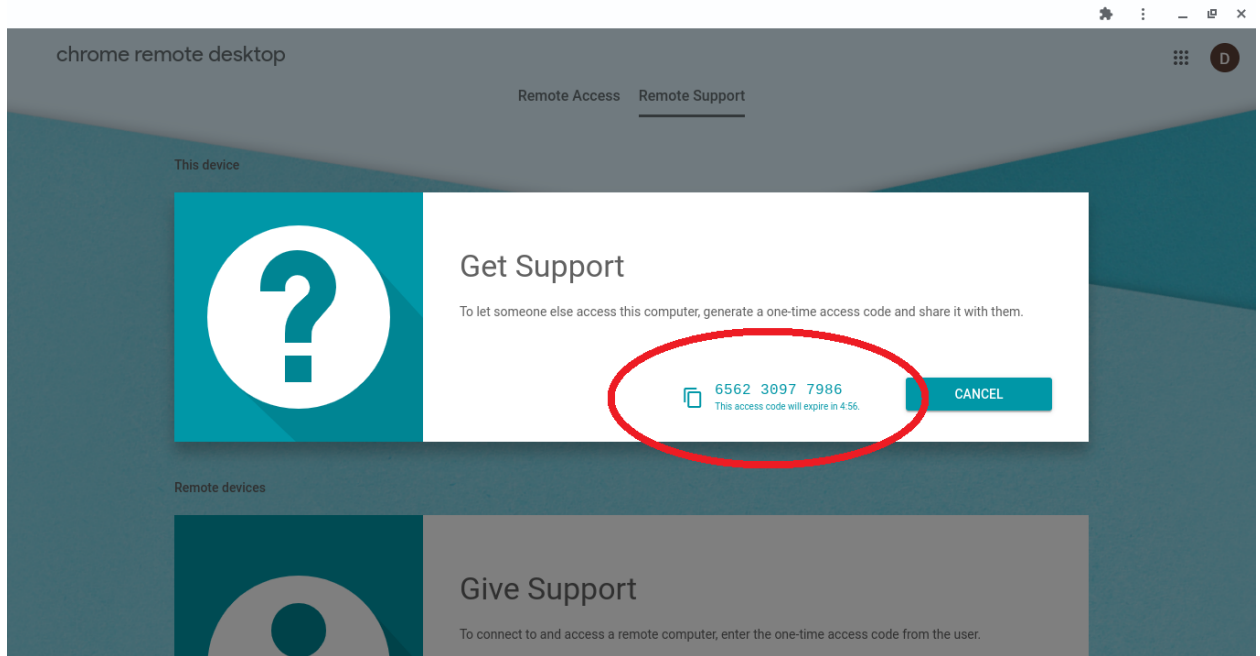 chrome remote desktop
D
Remote Access Remote Support
This device
Get Support
To let someone else access this computer, generate a one-time access code and share it with them.
6562 3097 7986
This access code will expire in 4:56.
CANCEL
Remote devices
Give Support
To connect to and access a remote computer, enter the one-time access code from the user.